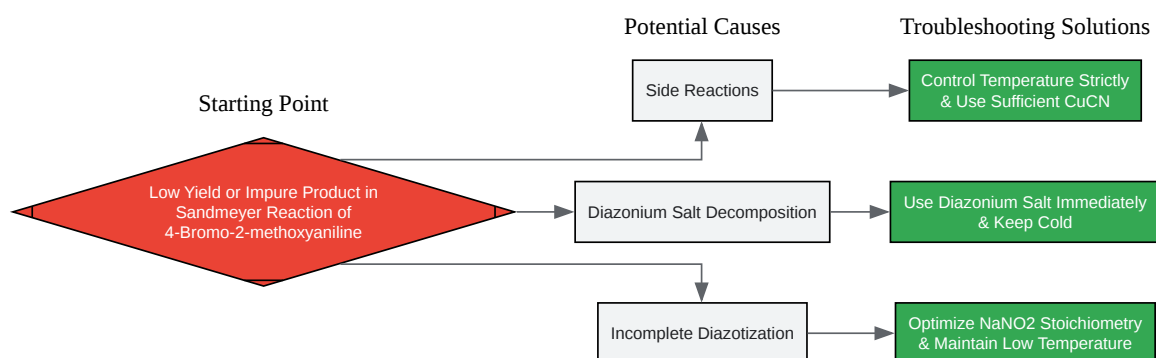 Potential Causes
Troubleshooting Solutions
Starting Point
Side Reactions
Control Temperature Strictly
& Use Sufficient CuCN
Low Yield or Impure Product in
Sandmeyer Reaction of
4-Bromo-2-methoxyaniline
Diazonium Salt Decomposition
Use Diazonium Salt Immediately
& Keep Cold
Incomplete Diazotization
Optimize NaNO2 Stoichiometry
& Maintain Low Temperature